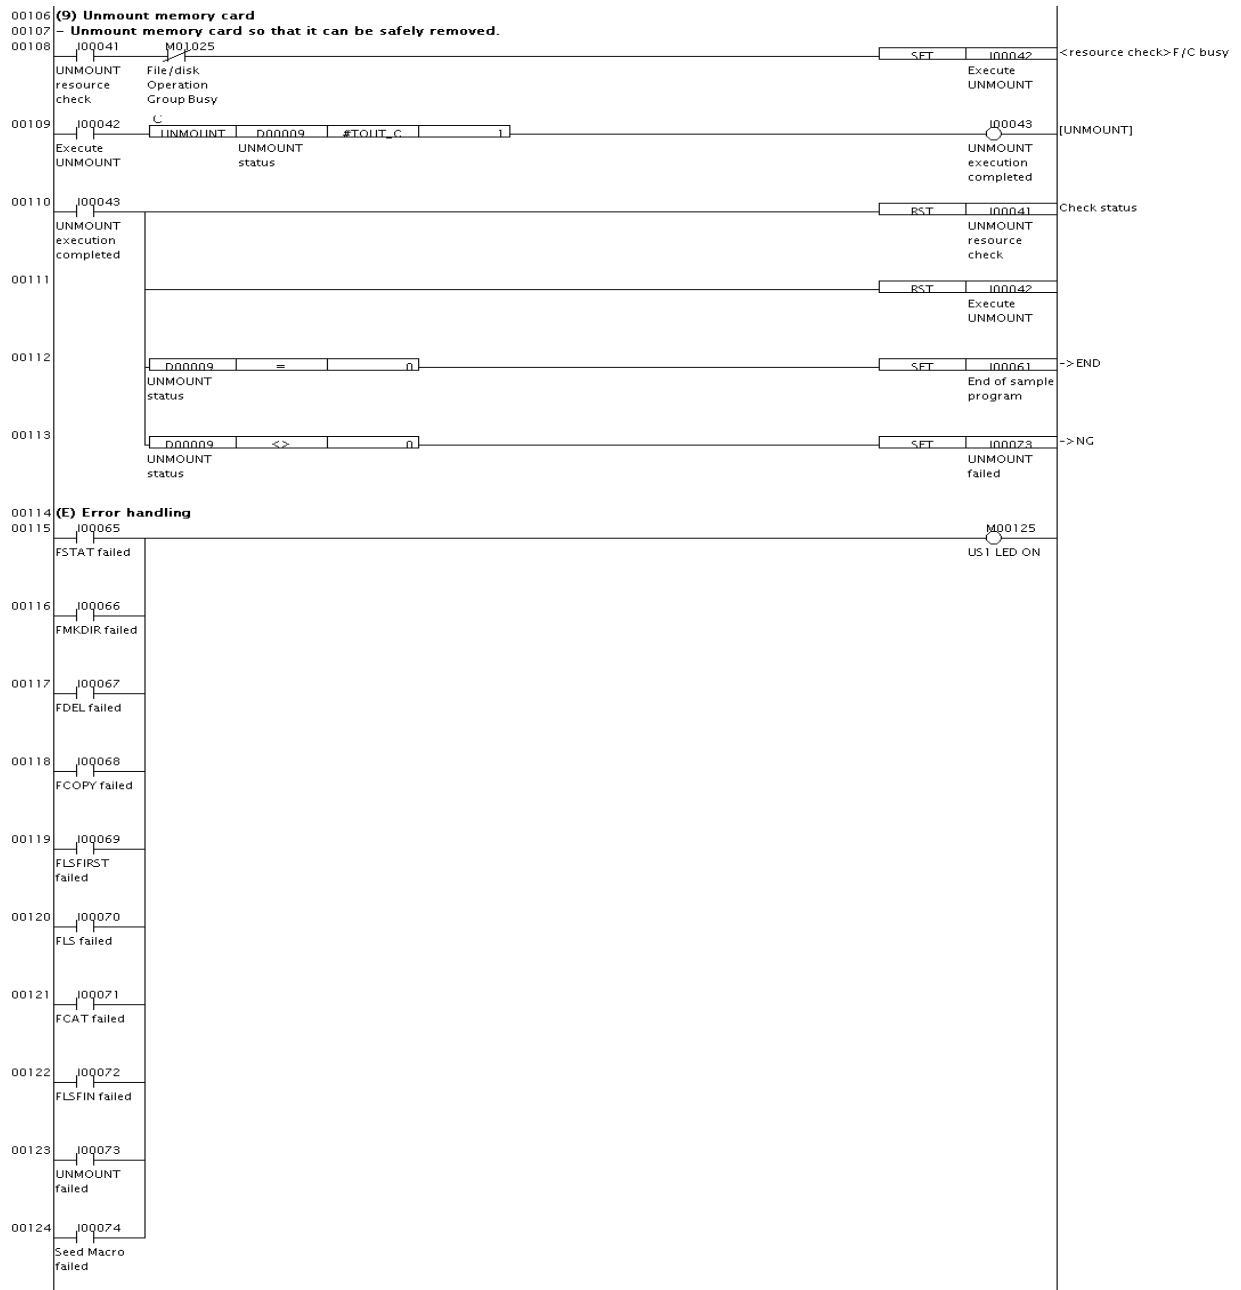 00106 (9) Unmount memory card
00107 - Unmount memory card so that it can be safely removed.
00108 I00041 M01025 SET I00042 <resource check>F/C busy
UNMOUNT File/disk Execute
resource Operation UNMOUNT
check Group Busy
C
00109 I00042 UNMOUNT D00009 #TOUT_C 1 I00043 [UNMOUNT]
Execute UNMOUNT UNMOUNT
UNMOUNT status execution
completed
00110 I00043 RST I00041 Check status
UNMOUNT UNMOUNT
execution resource
completed check
00111 RST I00042
Execute
UNMOUNT
00112 D00009 = 0 SET I00061 ->END
UNMOUNT End of sample
status program
00113 D00009 <> 0 SET I00073 ->NG
UNMOUNT UNMOUNT
status failed
00114 (E) Error handling
00115 I00065 M00125
FSTAT failed US1 LED ON
00116 I00066
FMKDIR failed
00117 I00067
FDEL failed
00118 I00068
FCOPY failed
00119 I00069
FLSFIRST
failed
00120 I00070
FLS failed
00121 I00071
FCAT failed
00122 I00072
FLSFIN failed
00123 I00073
UNMOUNT
failed
00124 I00074
Seed Macro
failed